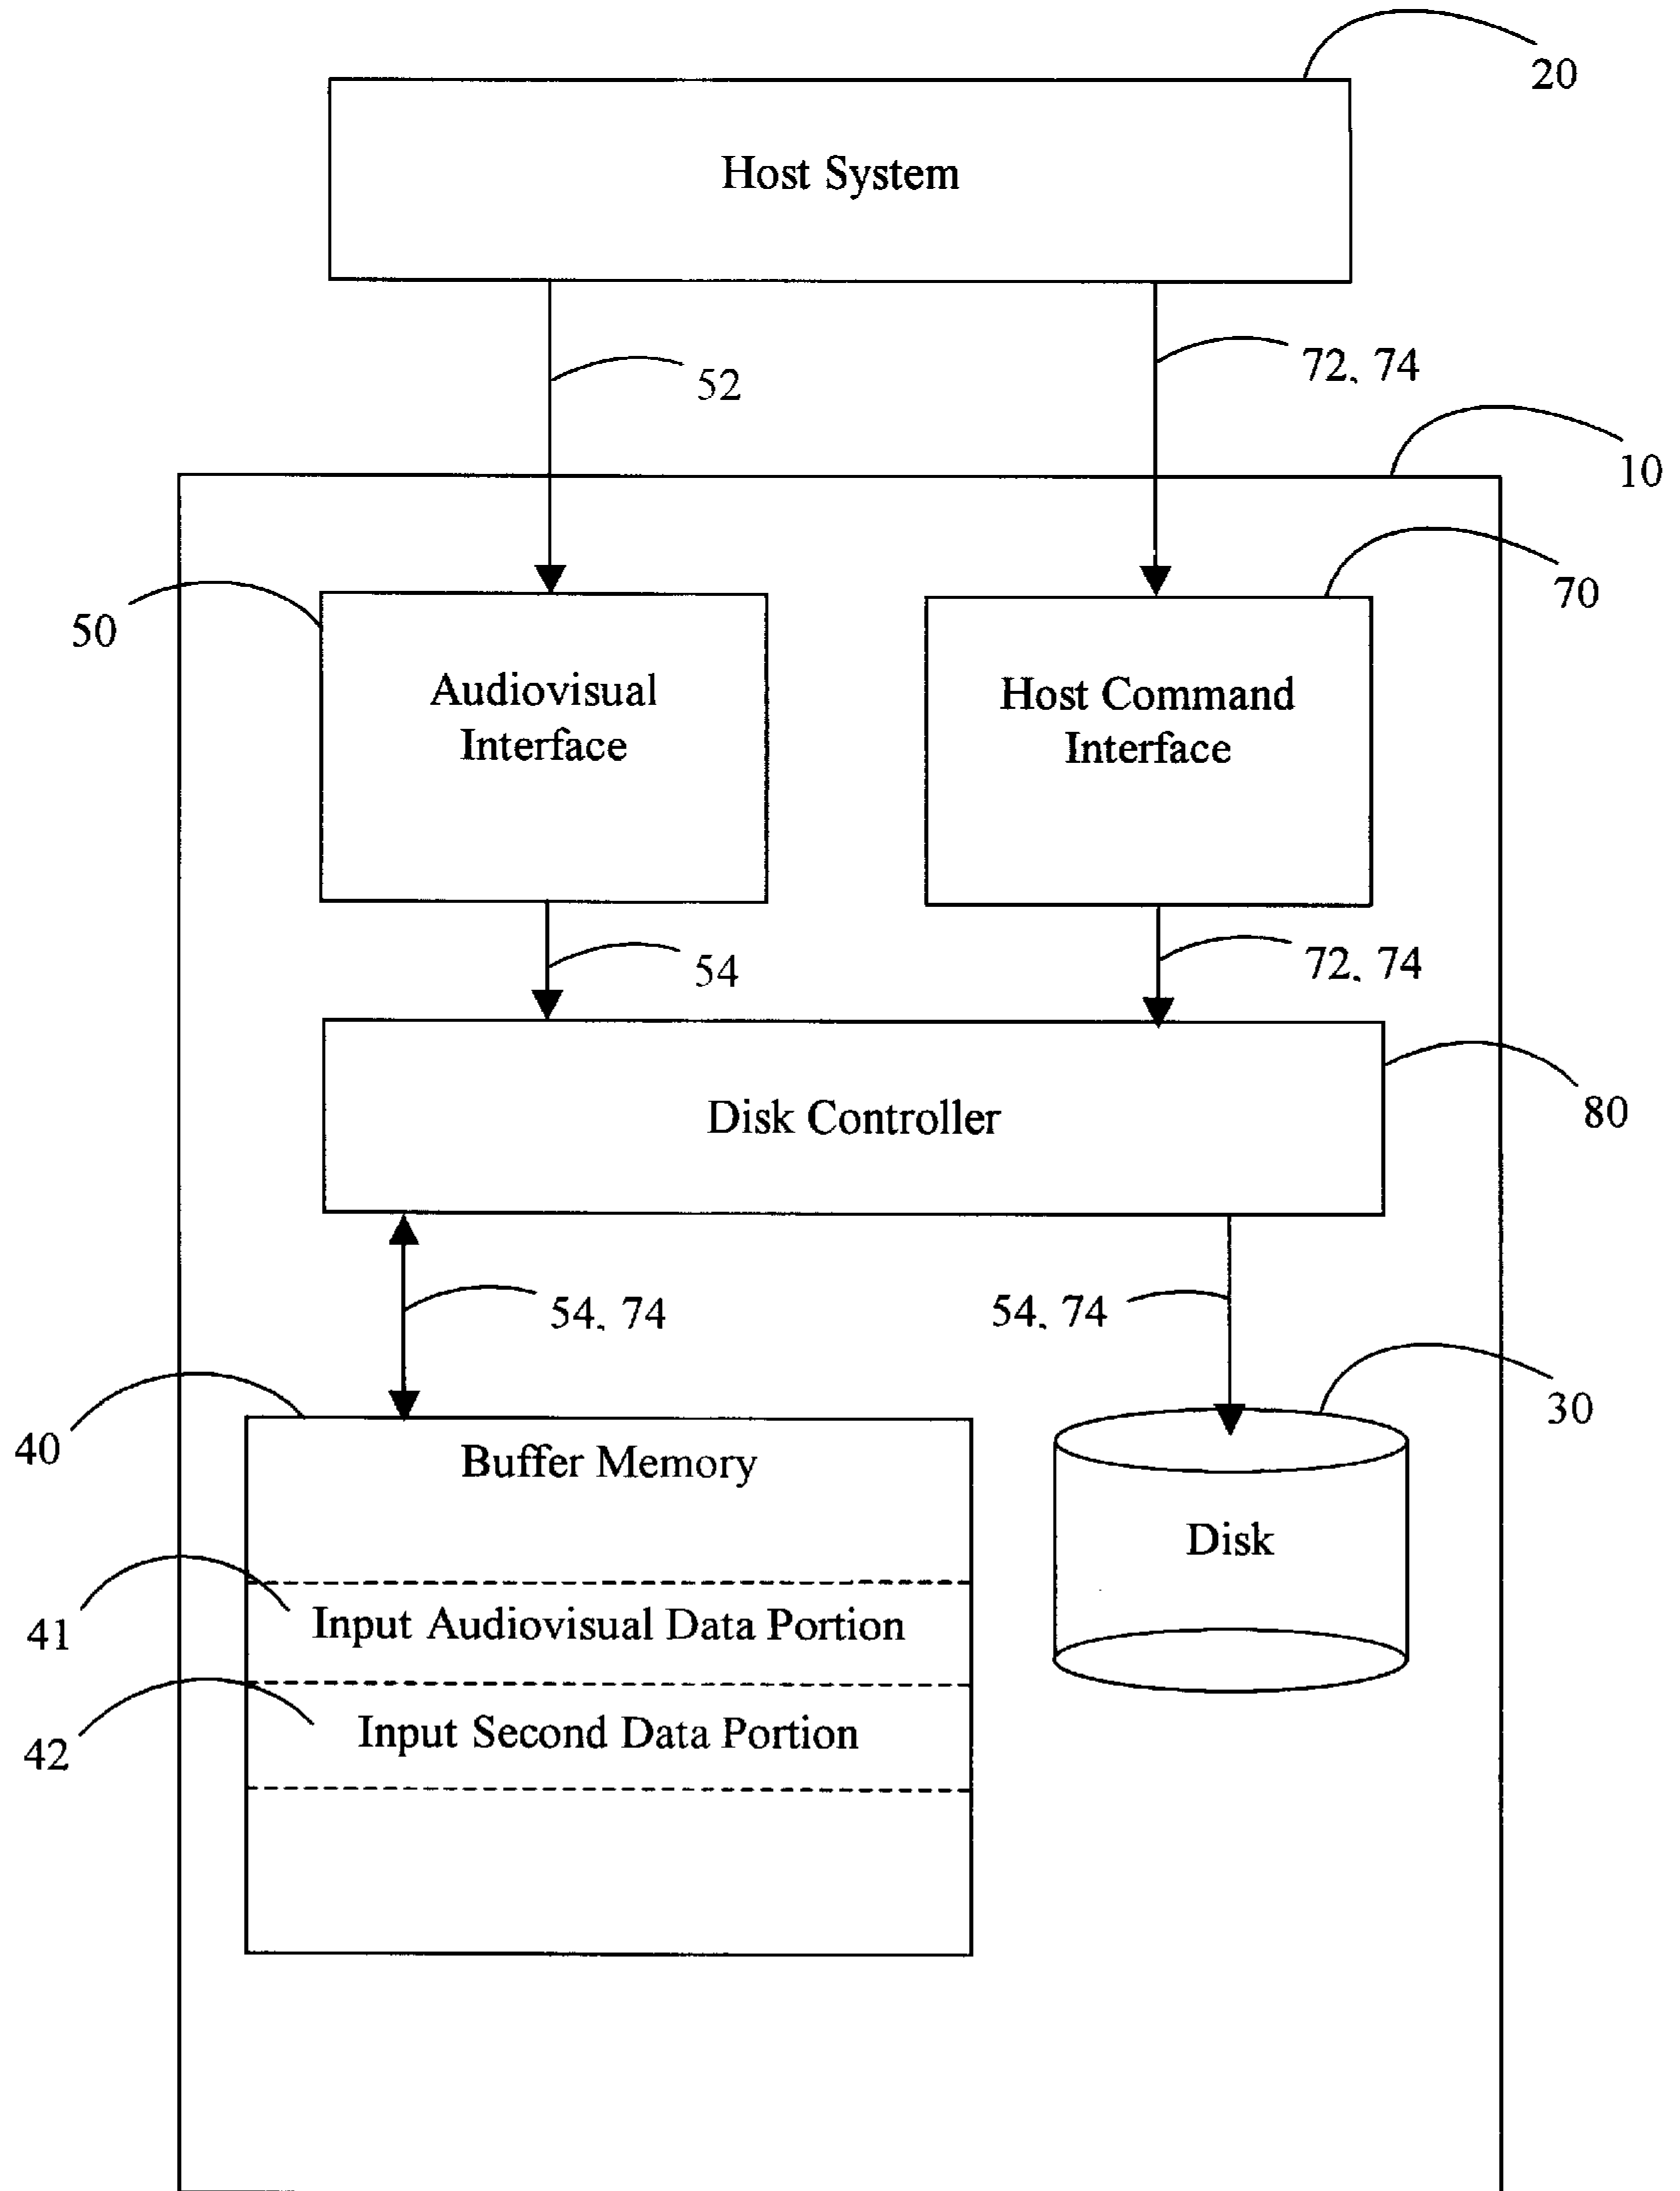 20
Host System
52
72, 74
10
50
70
Audiovisual
Interface
Host Command
Interface
54
72, 74
Disk Controller
80
54, 74
54, 74
40
30
Buffer Memory
Disk
41
Input Audiovisual Data Portion
42
Input Second Data Portion